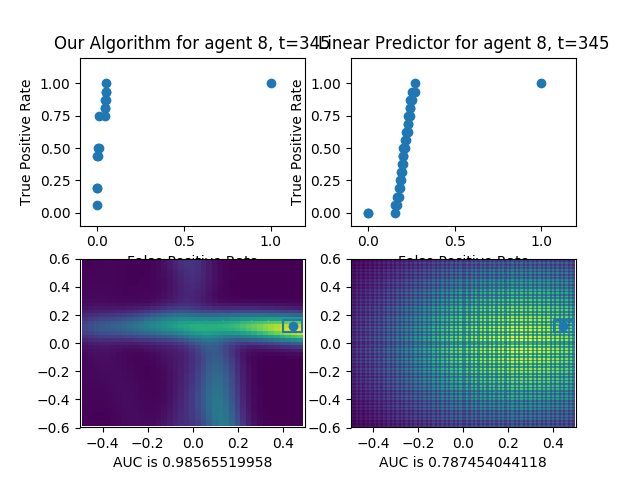 Our Algorithm for agent 8, t=345
Linear Predictor for agent 8, t=345
True Positive Rate
1.00
0.75
0.50
0.25
0.00
0.0 0.5 1.0
False Positive Rate
True Positive Rate
1.00
0.75
0.50
0.25
0.00
0.0 0.5 1.0
False Positive Rate
0.6
0.4
0.2
0.0
−0.2
−0.4
−0.6
−0.4 −0.2 0.0 0.2 0.4
AUC is 0.98565519958
0.6
0.4
0.2
0.0
−0.2
−0.4
−0.6
−0.4 −0.2 0.0 0.2 0.4
AUC is 0.787454044118